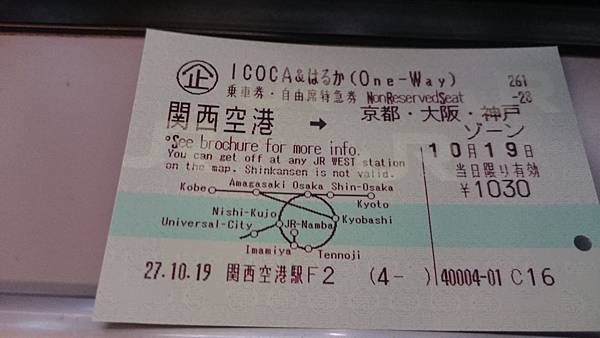 企 ICOCA&はるか(One-Way) 261
乗車券・自由席特急券 NonReservedSeat -28
関西空港 → 京都・大阪・神戸
ゾーン
°See brochure for more info.
10月19日
You can get off at any JR WEST station
on the map. Shinkansen is not valid.
当日限り有効
¥1030
Kobe
Amagasaki Osaka Shin-Osaka
Kyoto
Nishi-Kujo
Kyobashi
Universal-City
JR-Namba
Imamiya
Tennoji
27.10.19 関西空港駅F2 (4- ) 40004-01 C16